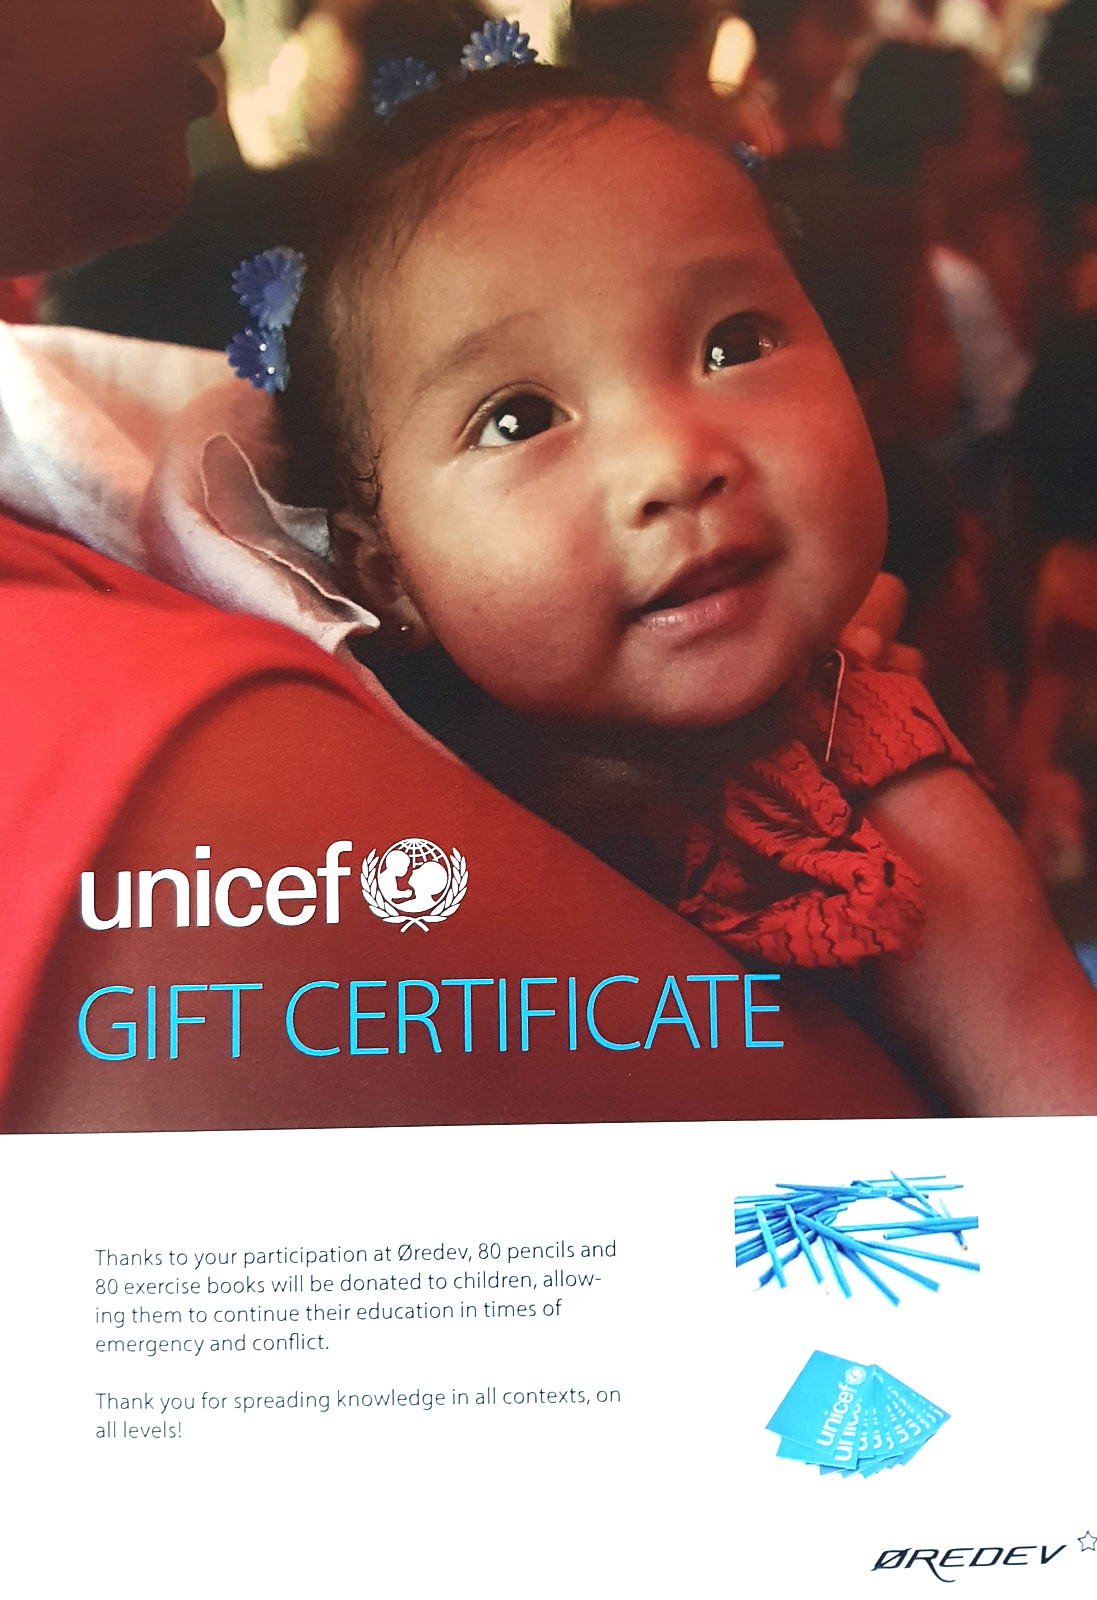 unicef
GIFT CERTIFICATE
Thanks to your participation at Øredev, 80 pencils and
80 exercise books will be donated to children, allow-
ing them to continue their education in times of
emergency and conflict.
Thank you for spreading knowledge in all contexts, on
all levels!
unicef
unic
ØREDEV